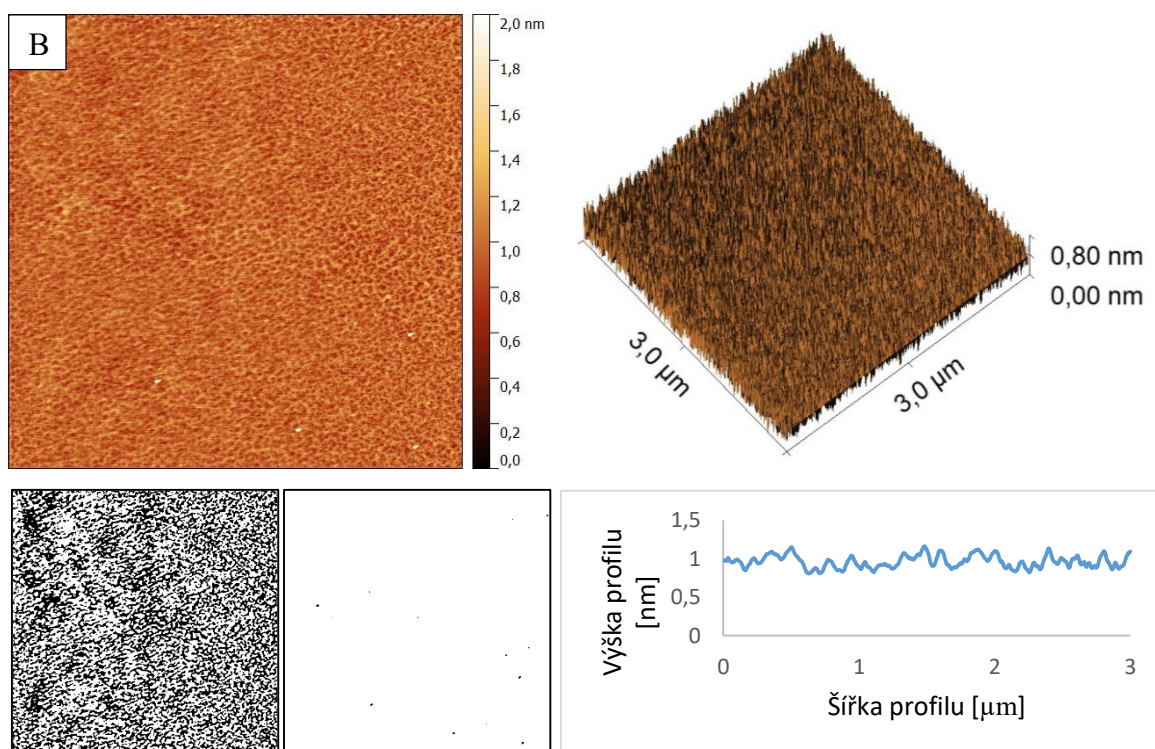 B
2,0 nm
1,8
1,6
1,4
1,2
1,0
0,8
0,6
0,4
0,2
0,0
0,80 nm
0,00 nm
3,0 µm
3,0 µm
Výška profilu
[nm]
1,5
1
0,5
0
0
1
2
3
Šířka profilu [µm]